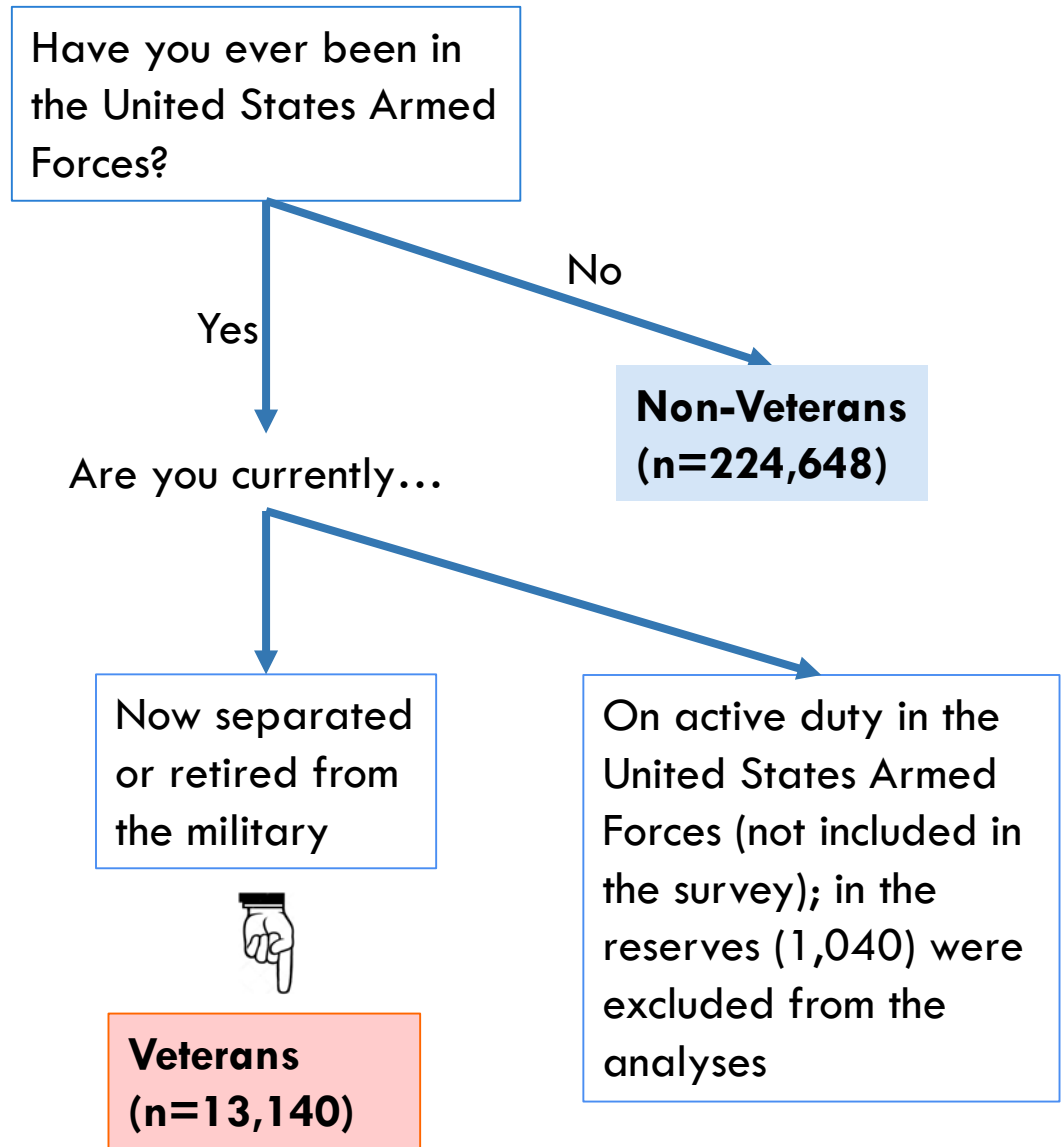 Have you ever been in
the United States Armed
Forces?
No
Yes
Non-Veterans
(n=224,648)
Are you currently...
Now separated
or retired from
the military
On active duty in the
United States Armed
Forces (not included in
the survey); in the
reserves (1,040) were
excluded from the
analyses
Veterans
(n=13,140)